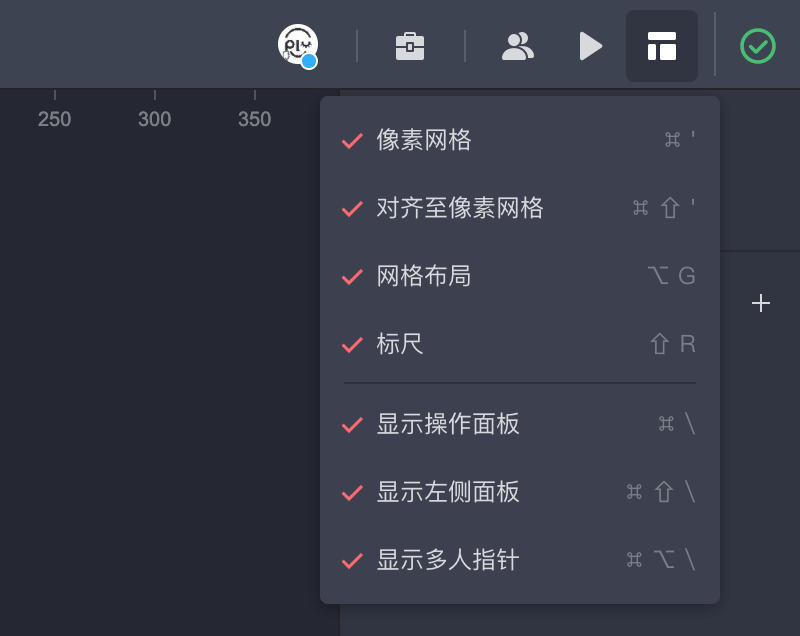 250 300 350
像素网格 ⌘ '
对齐至像素网格 ⌘ ⇧ '
网格布局 ⌥ G
标尺 ⇧ R
显示操作面板 ⌘ \
显示左侧面板 ⌘ ⇧ \
显示多人指针 ⌘ ⌥ \